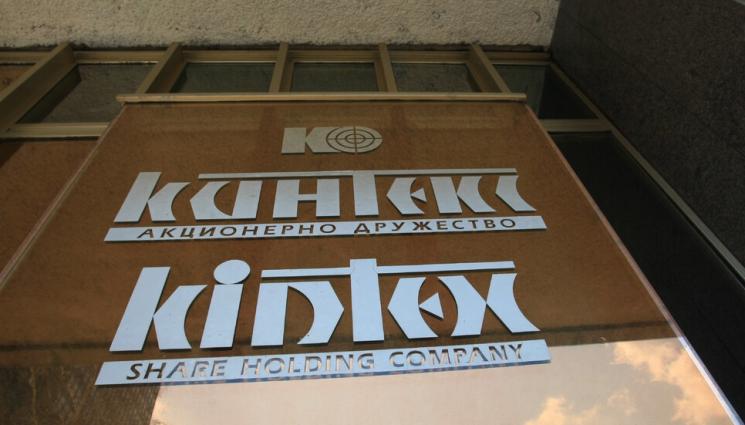 КО
КИНТЕКС
АКЦИОНЕРНО ДРУЖЕСТВО
kintex
SHARE HOLDING COMPANY